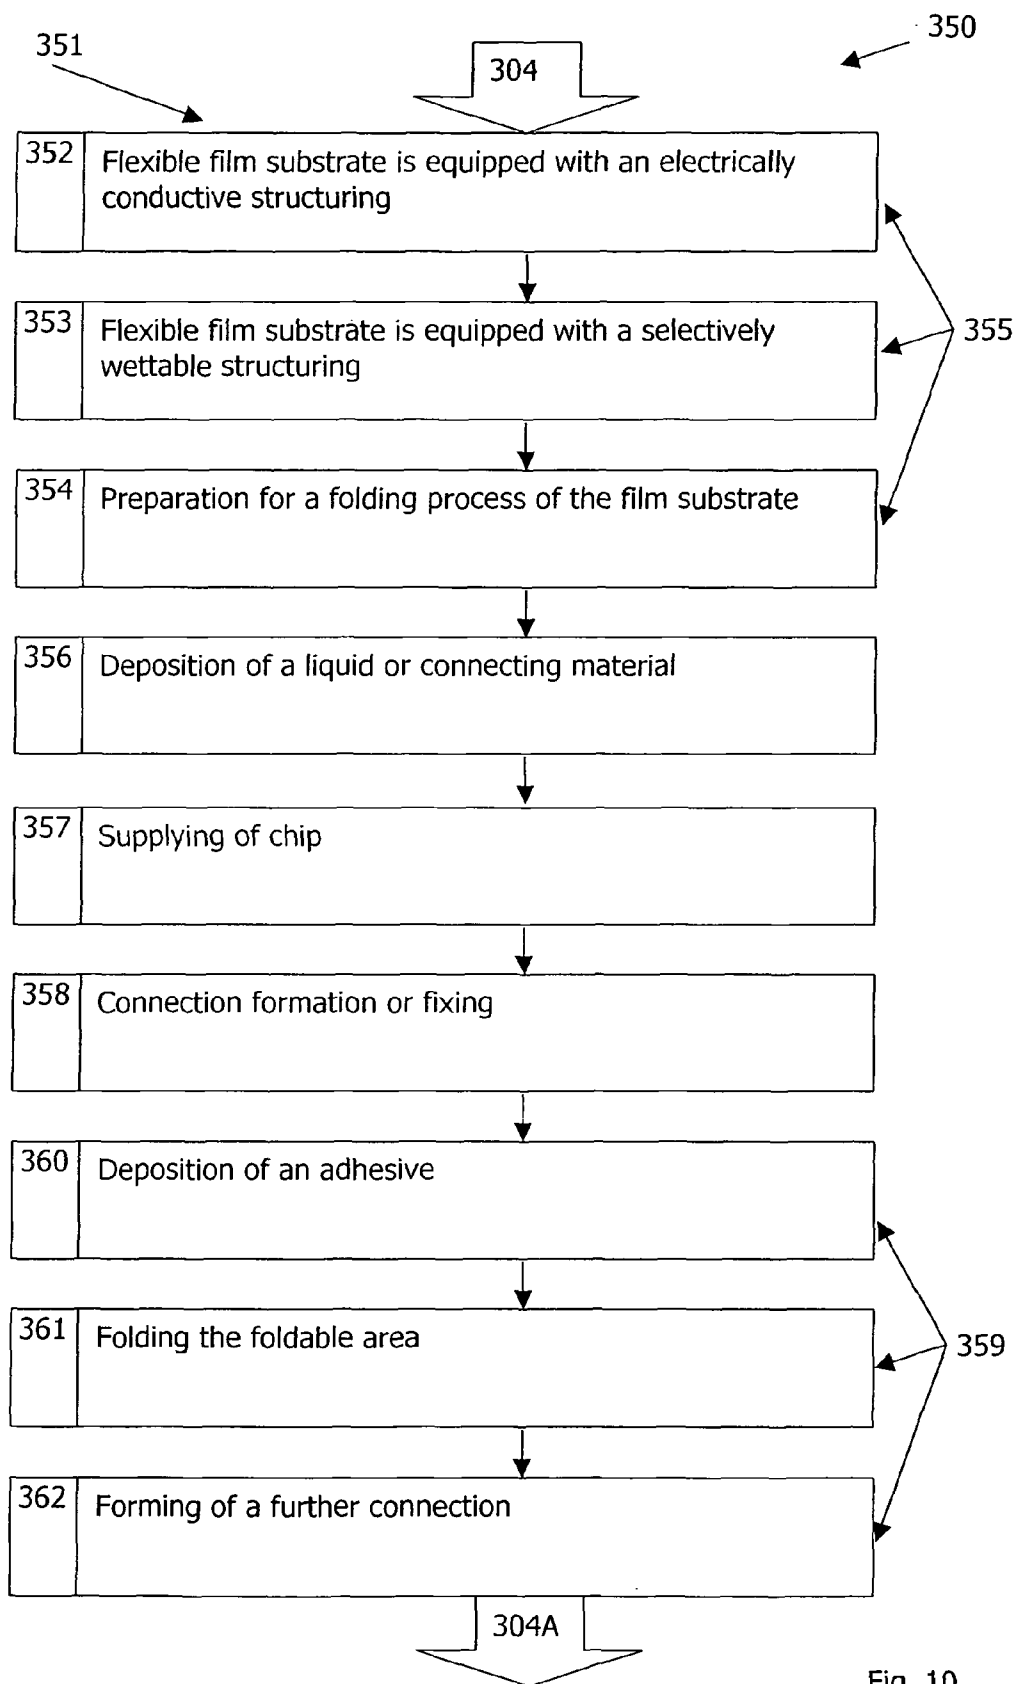 350
351
304
352
Flexible film substrate is equipped with an electrically
conductive structuring
353
Flexible film substrate is equipped with a selectively
wettable structuring
355
354
Preparation for a folding process of the film substrate
356
Deposition of a liquid or connecting material
357
Supplying of chip
358
Connection formation or fixing
360
Deposition of an adhesive
361
Folding the foldable area
359
362
Forming of a further connection
304A
Fig. 10